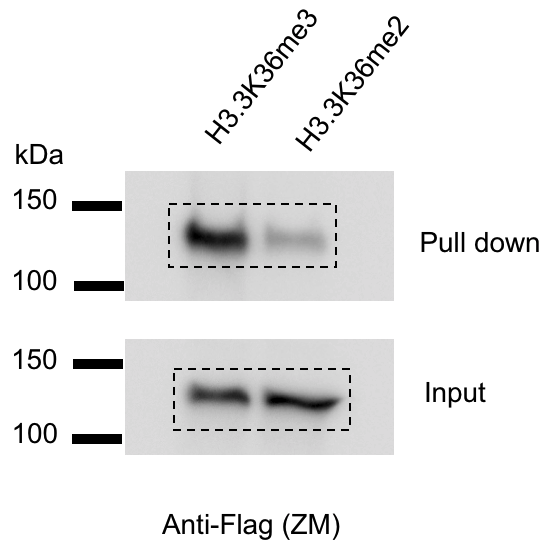 H3.3K36me3
H3.3K36me2
kDa
150
Pull down
100
150
Input
100
Anti-Flag (ZM)